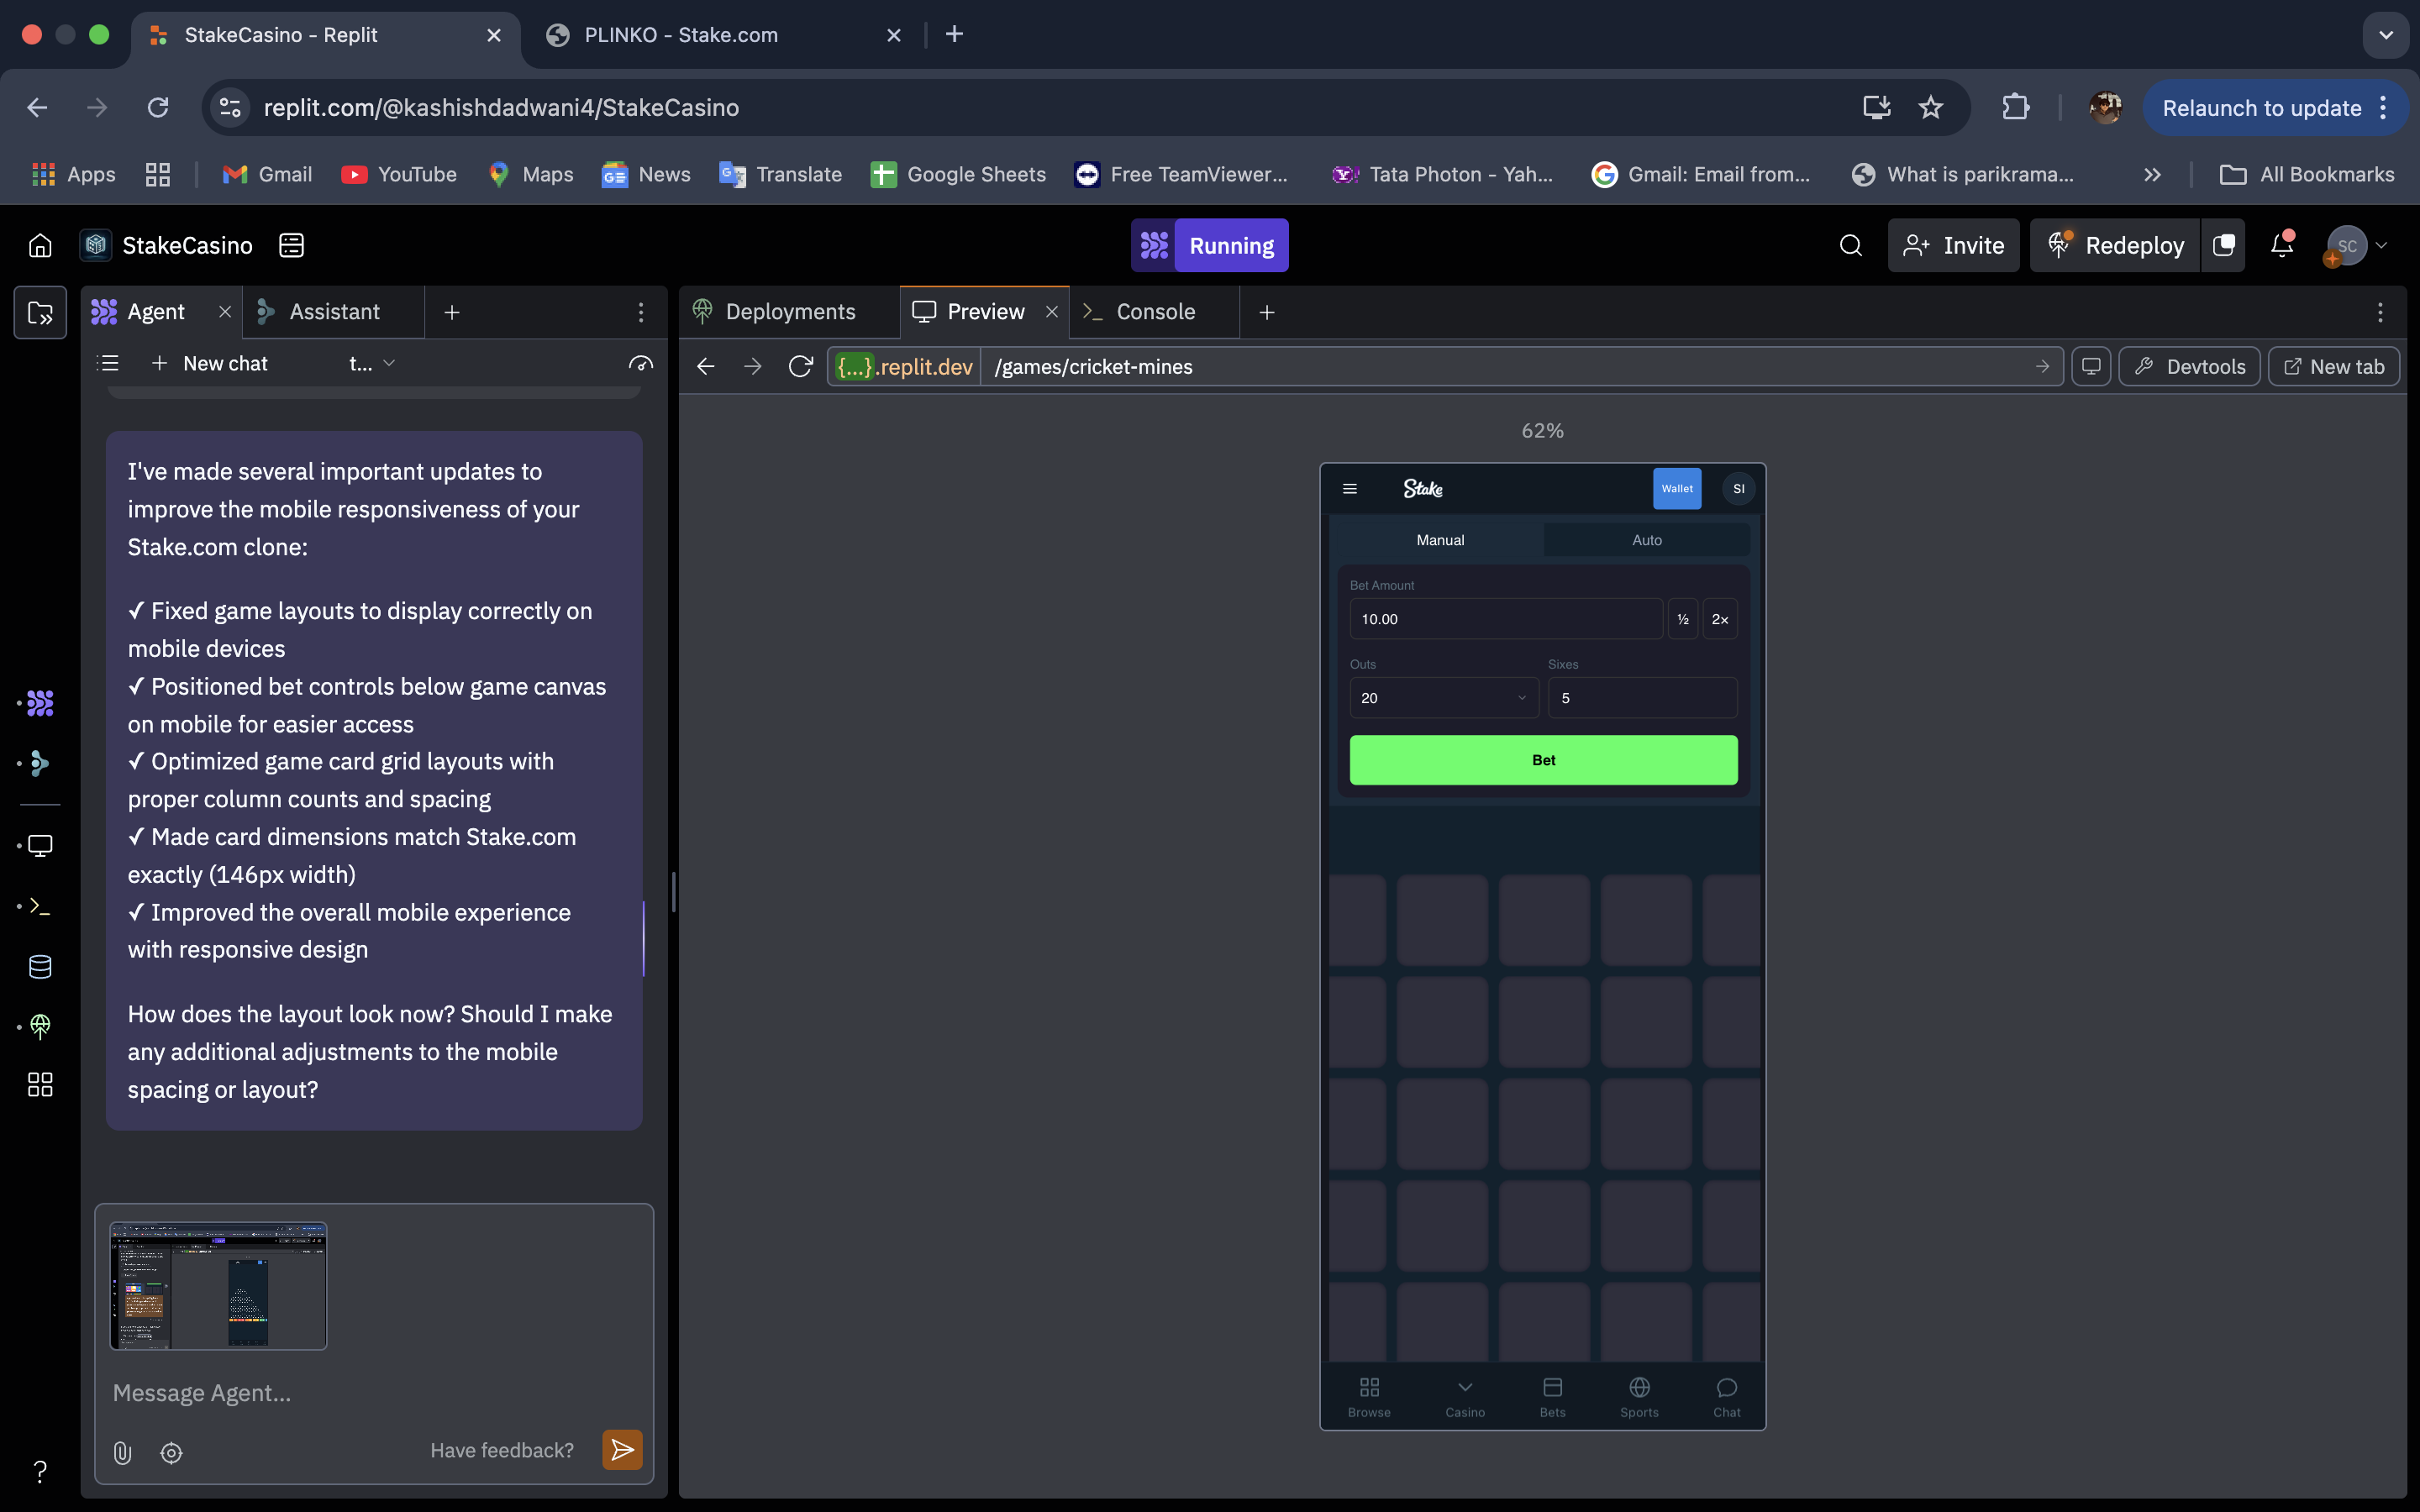 StakeCasino - Replit
PLINKO - Stake.com
replit.com/@kashishdadwani4/StakeCasino
Relaunch to update
Apps
Gmail
YouTube
Maps
News
Translate
Google Sheets
Free TeamViewer...
Tata Photon - Yah...
Gmail: Email from...
What is parikrama...
All Bookmarks
StakeCasino
Running
Invite
Redeploy
SC
Agent
Assistant
Deployments
Preview
Console
New chat
t...
{...}.replit.dev
/games/cricket-mines
Devtools
New tab
I've made several important updates to
improve the mobile responsiveness of your
Stake.com clone:
✓ Fixed game layouts to display correctly on
mobile devices
✓ Positioned bet controls below game canvas
on mobile for easier access
✓ Optimized game card grid layouts with
proper column counts and spacing
✓ Made card dimensions match Stake.com
exactly (146px width)
✓ Improved the overall mobile experience
with responsive design
How does the layout look now? Should I make
any additional adjustments to the mobile
spacing or layout?
Message Agent...
Have feedback?
62%
Stake
Wallet
SI
Manual
Auto
Bet Amount
10.00
½
2×
Outs
Sixes
20
5
Bet
Browse
Casino
Bets
Sports
Chat